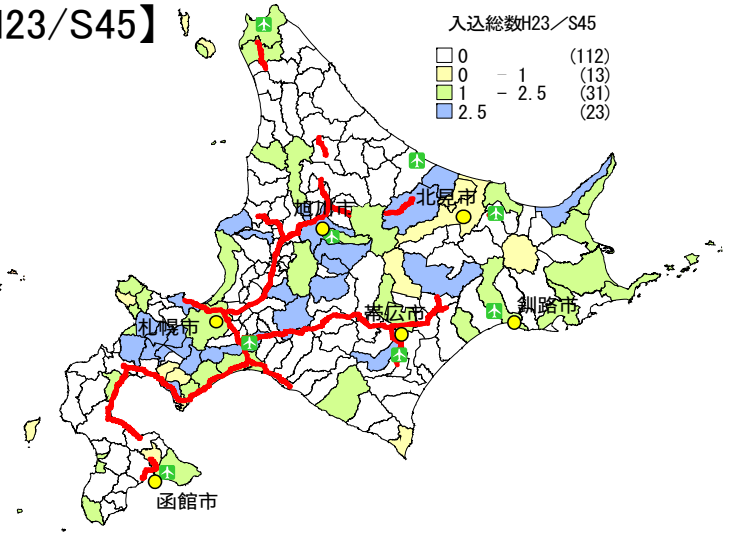 H23/S45】
入込総数H23／S45
0 (112)
0 - 1 (13)
1 - 2.5 (31)
2.5 (23)
旭川市
北見市
札幌市
帯広市
釧路市
函館市